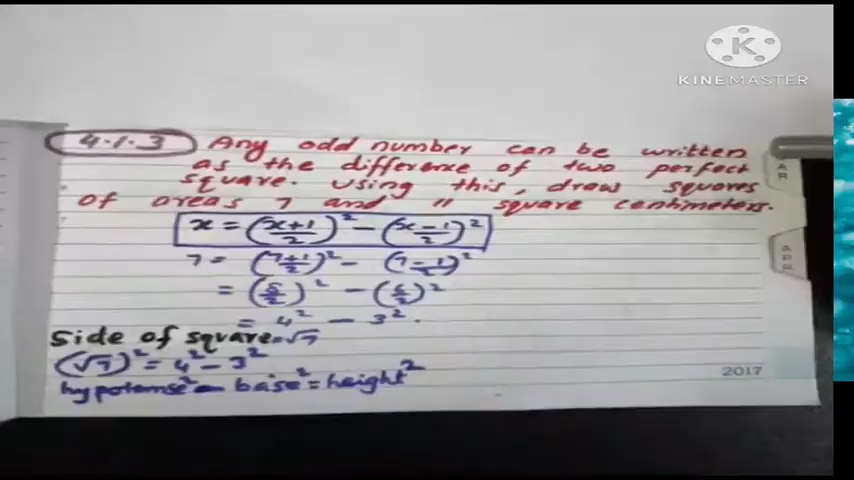 K
KINEMASTER
4.1.3 Any odd number can be written
as the difference of two perfect
square. Using this, draw squares
of areas 7 and 11 square centimeters.
x = (x+1/2)² - (x-1/2)²
7 = (7+1/2)² - (7-1/2)²
= (8/2)² - (6/2)²
= 4² - 3².
Side of square = √7
(√7)² = 4² - 3²
hypotenuse² - base² = height²
2017